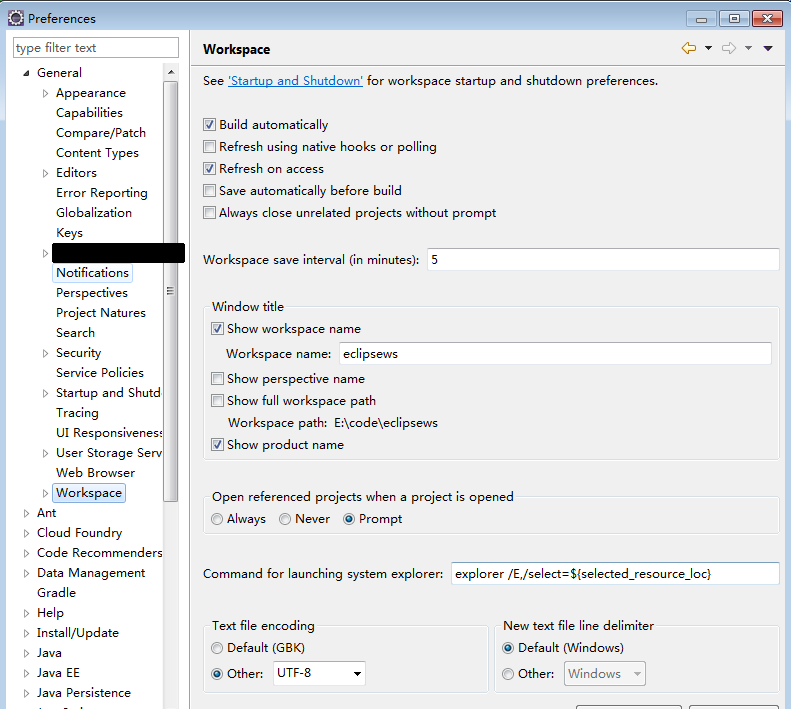 Preferences
type filter text
General
Appearance
Capabilities
Compare/Patch
Content Types
Editors
Error Reporting
Globalization
Keys
Notifications
Perspectives
Project Natures
Search
Security
Service Policies
Startup and Shutd
Tracing
UI Responsiveness
User Storage Serv
Web Browser
Workspace
Ant
Cloud Foundry
Code Recommenders
Data Management
Gradle
Help
Install/Update
Java
Java EE
Java Persistence
Workspace
See 'Startup and Shutdown' for workspace startup and shutdown preferences.
Build automatically
Refresh using native hooks or polling
Refresh on access
Save automatically before build
Always close unrelated projects without prompt
Workspace save interval (in minutes): 5
Window title
Show workspace name
Workspace name: eclipsews
Show perspective name
Show full workspace path
Workspace path: E:\code\eclipsews
Show product name
Open referenced projects when a project is opened
Always Never Prompt
Command for launching system explorer: explorer /E,/select=${selected_resource_loc}
Text file encoding
Default (GBK)
Other: UTF-8
New text file line delimiter
Default (Windows)
Other: Windows